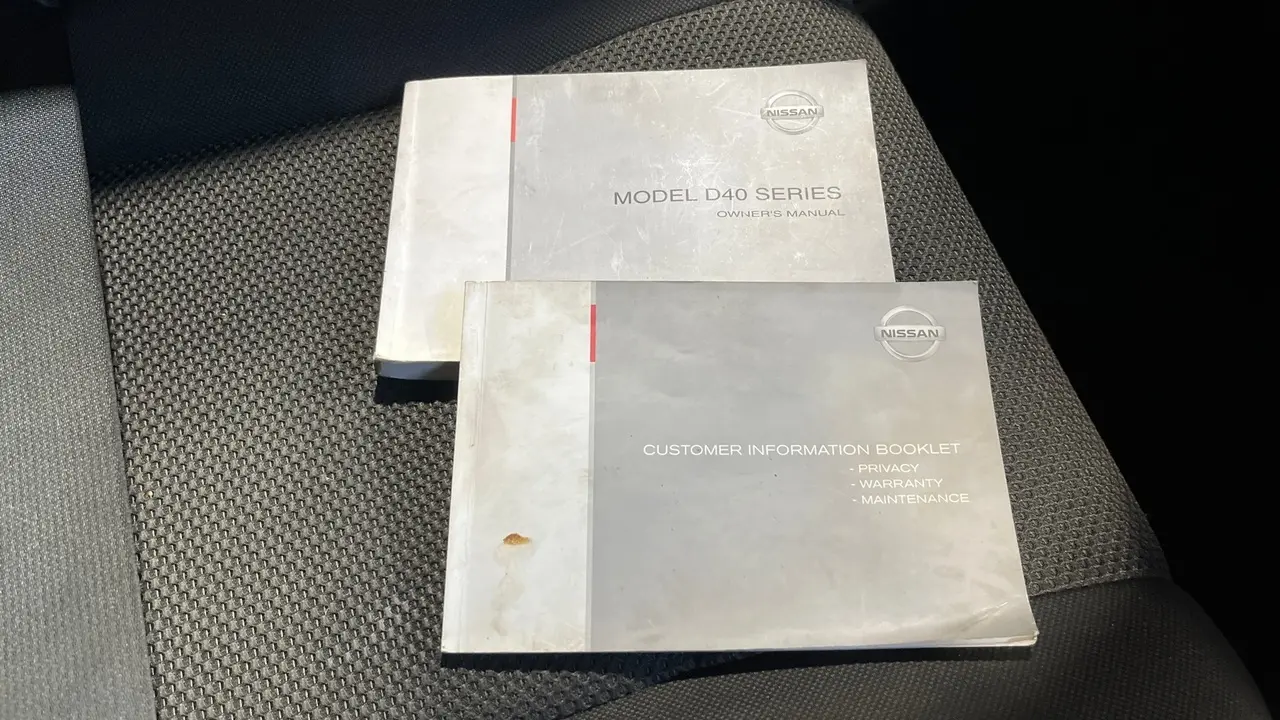 NISSAN
MODEL D40 SERIES
OWNER'S MANUAL
NISSAN
CUSTOMER INFORMATION BOOKLET
- PRIVACY
- WARRANTY
- MAINTENANCE